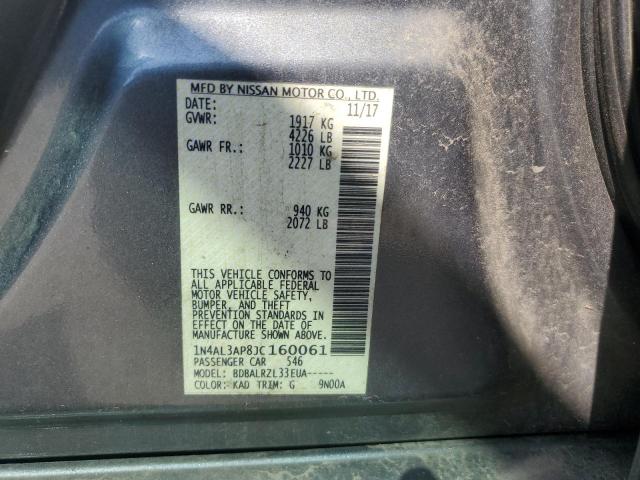 MFD BY NISSAN MOTOR CO., LTD.
DATE: 11/17
GVWR: 1917 KG
4226 LB
GAWR FR.: 1010 KG
2227 LB
GAWR RR.: 940 KG
2072 LB
THIS VEHICLE CONFORMS TO
ALL APPLICABLE FEDERAL
MOTOR VEHICLE SAFETY,
BUMPER, AND THEFT
PREVENTION STANDARDS IN
EFFECT ON THE DATE OF
MANUFACTURE SHOWN ABOVE.
1N4AL3AP8JC160061
PASSENGER CAR 546
MODEL: BDBALRZL33EUA-----
COLOR: KAD TRIM: G 9N00A